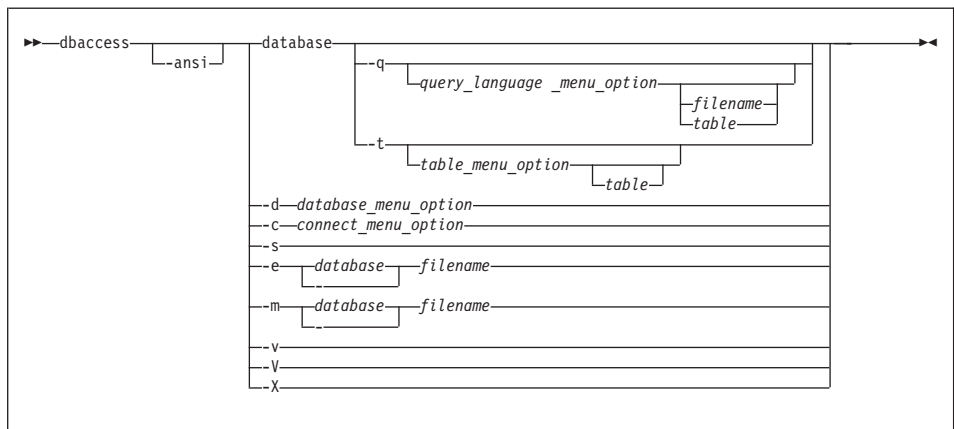 dbaccess database
-ansi -q
query_language _menu_option
filename
table
-t
table_menu_option
table
-d database_menu_option
-c connect_menu_option
-s
-e database filename
-
-m database filename
-
-v
-V
-X